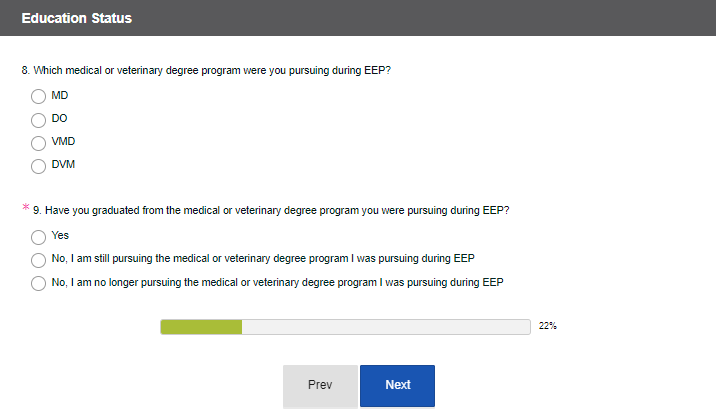 Education Status
8. Which medical or veterinary degree program were you pursuing during EEP?
MD
DO
VMD
DVM
* 9. Have you graduated from the medical or veterinary degree program you were pursuing during EEP?
Yes
No, I am still pursuing the medical or veterinary degree program I was pursuing during EEP
No, I am no longer pursuing the medical or veterinary degree program I was pursuing during EEP
22%
Prev Next